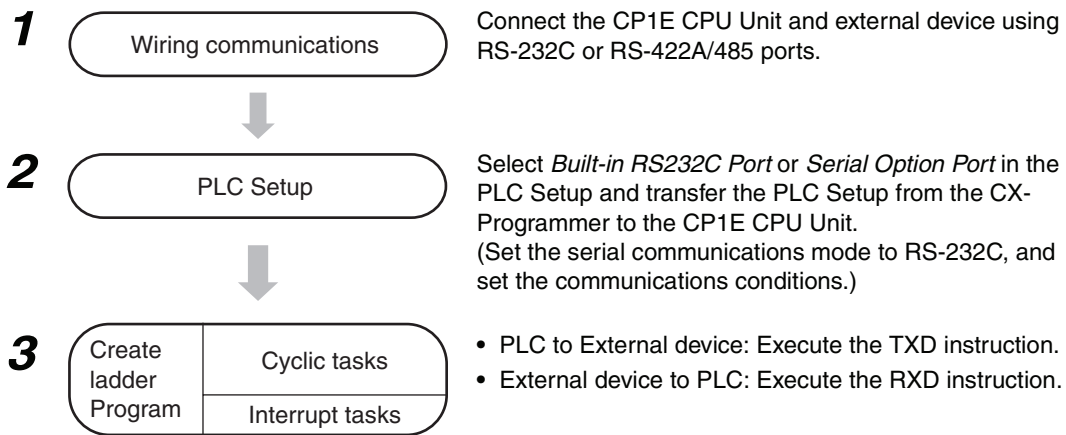 1
Wiring communications
Connect the CP1E CPU Unit and external device using
RS-232C or RS-422A/485 ports.
2
PLC Setup
Select Built-in RS232C Port or Serial Option Port in the
PLC Setup and transfer the PLC Setup from the CX-
Programmer to the CP1E CPU Unit.
(Set the serial communications mode to RS-232C, and
set the communications conditions.)
3
Create
ladder
Program
Cyclic tasks
Interrupt tasks
• PLC to External device: Execute the TXD instruction.
• External device to PLC: Execute the RXD instruction.